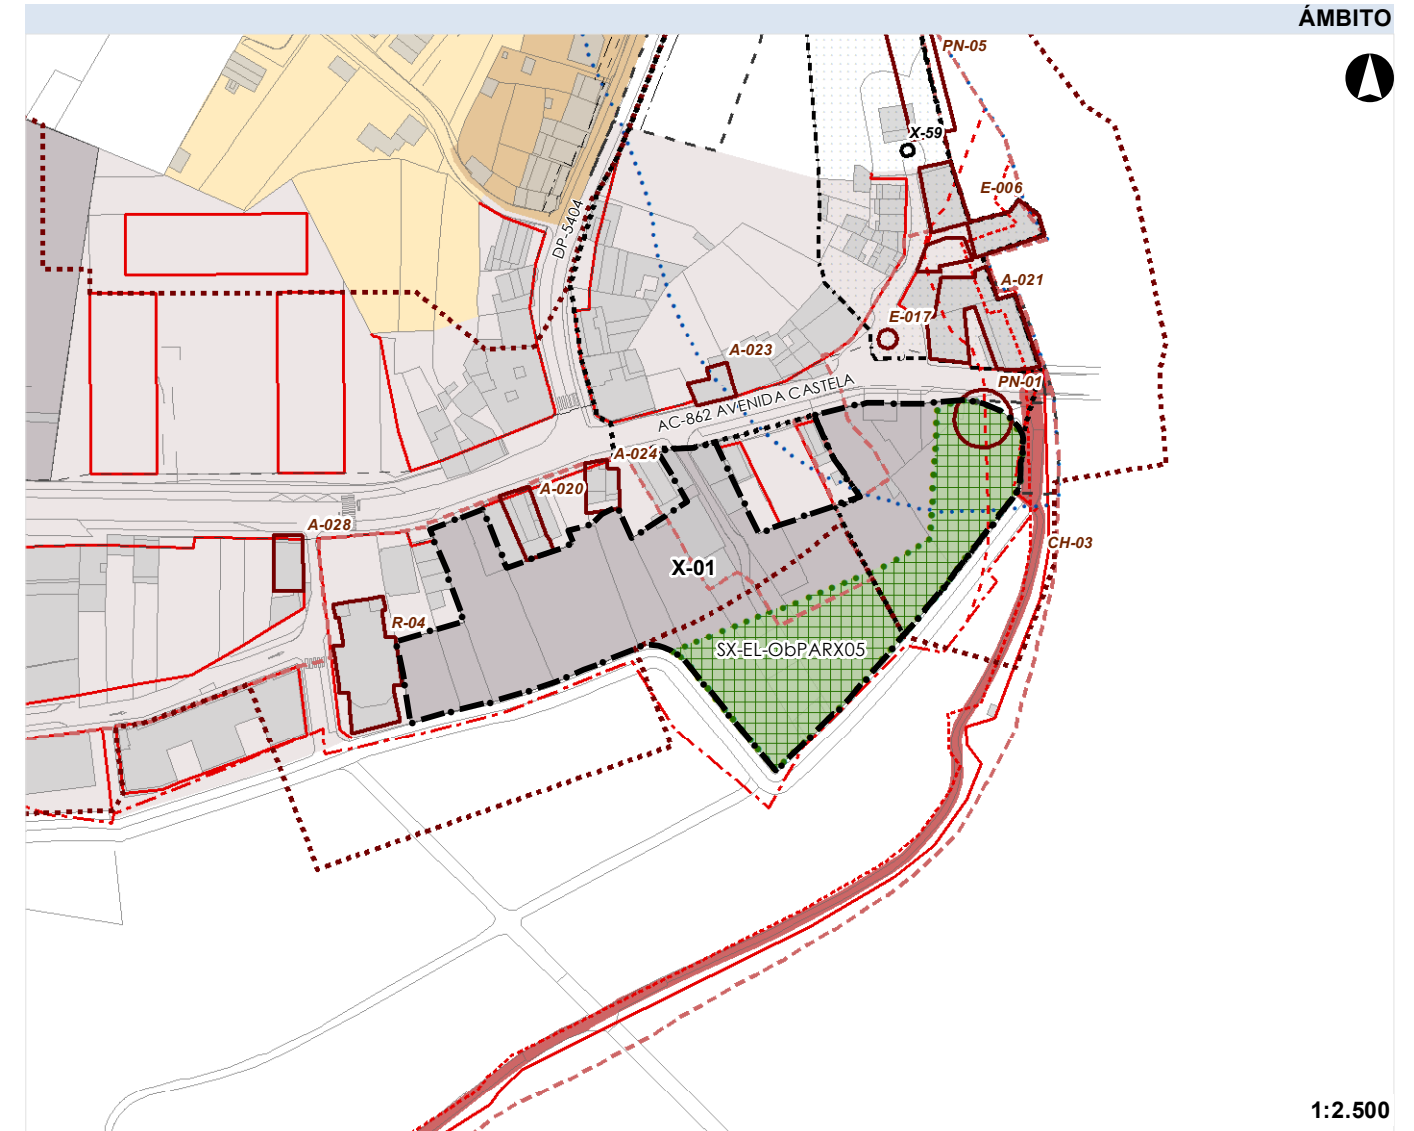 ÁMBITO
PN-05
X-59
E-006
DP-5404
A-021
E-017
A-023
PN-01
AC-862 AVENIDA CASTELA
A-024
A-020
A-028
CH-03
X-01
R-04
SX-EL-ObPARX05
1:2.500